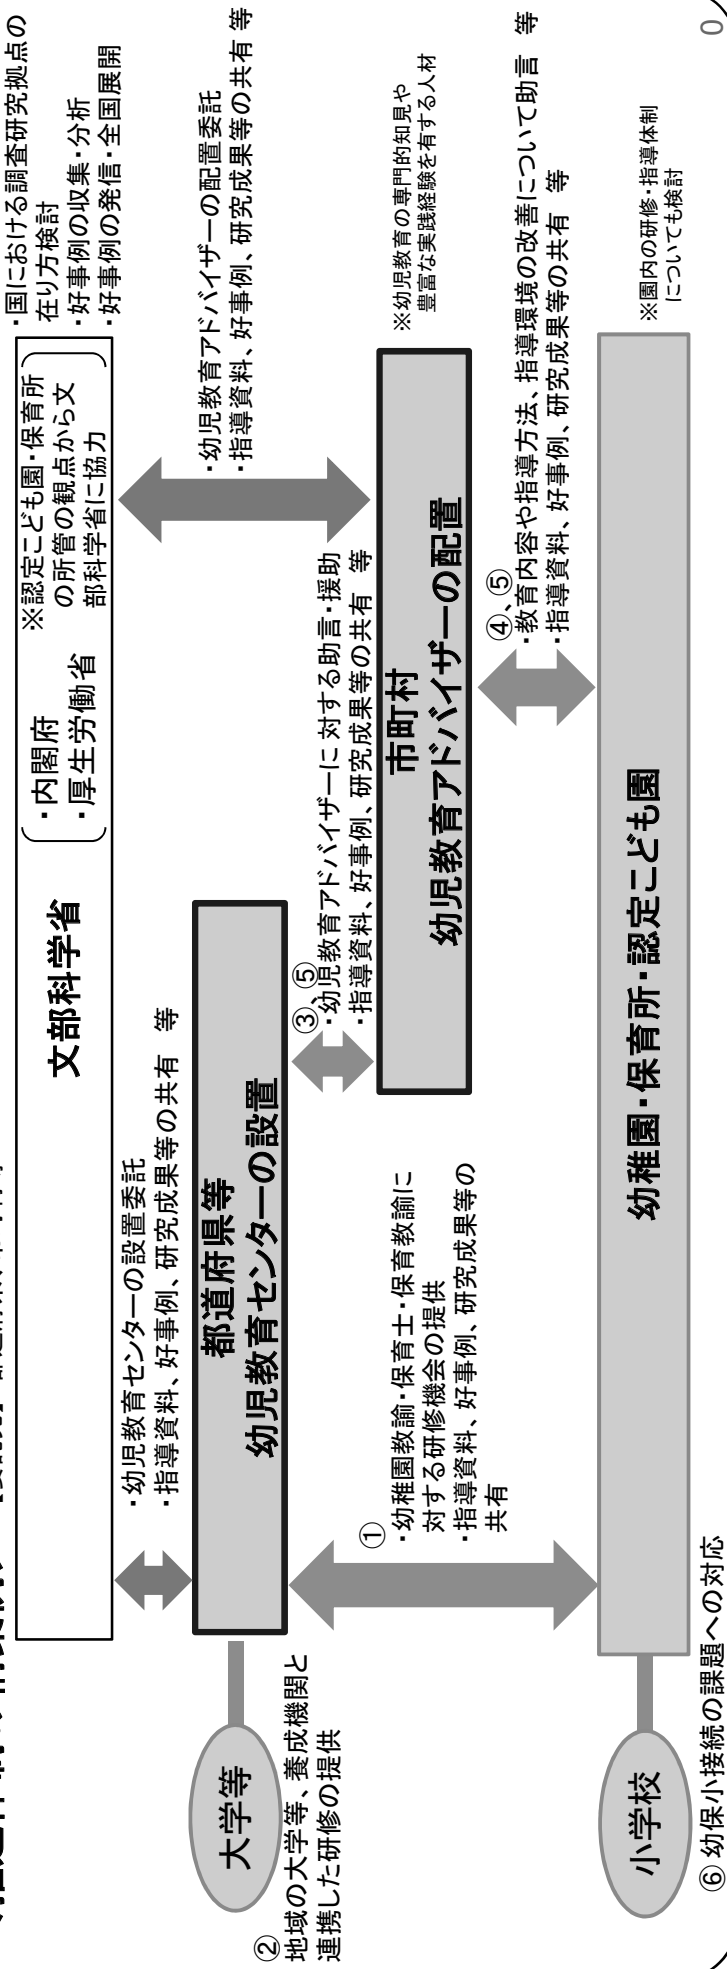 文部科学省
・内閣府
・厚生労働省
※認定こども園・保育所
の所管の観点から文
部科学省に協力
・国における調査研究拠点の
在り方検討
・好事例の収集・分析
・好事例の発信・全国展開
・幼児教育センターの設置委託
・指導資料、好事例、研究成果等の共有 等
・幼児教育アドバイザーの配置委託
・指導資料、好事例、研究成果等の共有 等
大学等
②
地域の大学等、養成機関と
連携した研修の提供
都道府県等
幼児教育センターの設置
③、⑤
・幼児教育アドバイザーに対する助言・援助
・指導資料、好事例、研究成果等の共有 等
市町村
幼児教育アドバイザーの配置
※幼児教育の専門的知見や
豊富な実践経験を有する人材
①
・幼稚園教諭・保育士・保育教諭に
対する研修機会の提供
・指導資料、好事例、研究成果等の
共有
④、⑤
・教育内容や指導方法、指導環境の改善について助言 等
・指導資料、好事例、研究成果等の共有 等
小学校
幼稚園・保育所・認定こども園
※園内の研修・指導体制
についても検討
⑥ 幼保小接続の課題への対応
0